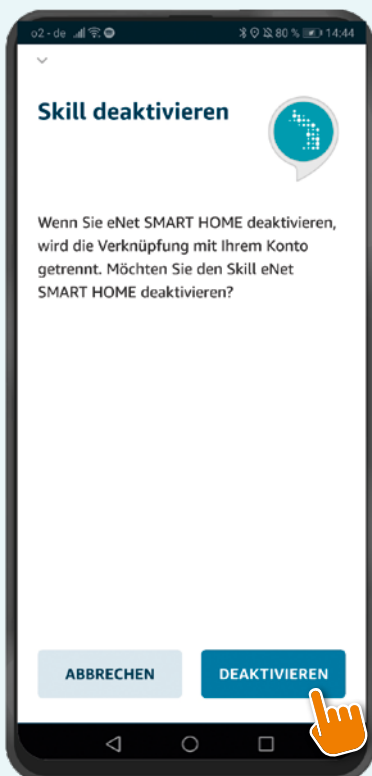 o2-de 80 % 14:44
Skill deaktivieren
Wenn Sie eNet SMART HOME deaktivieren,
wird die Verknüpfung mit Ihrem Konto
getrennt. Möchten Sie den Skill eNet
SMART HOME deaktivieren?
ABBRECHEN DEAKTIVIEREN